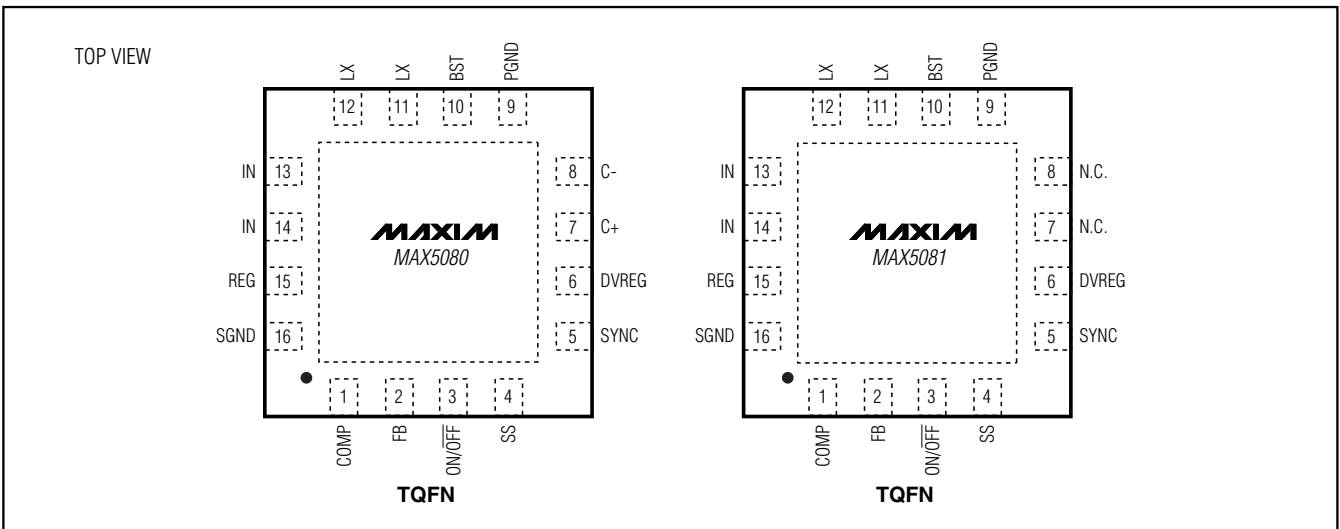 TOP VIEW
LX LX BST PGND
12 11 10 9
IN 13 8 C-
IN 14 7 C+
REG 15 6 DVREG
SGND 16 5 SYNC
MAXIM
MAX5080
1 2 3 4
COMP FB ON/OFF SS
TQFN
LX LX BST PGND
12 11 10 9
IN 13 8 N.C.
IN 14 7 N.C.
REG 15 6 DVREG
SGND 16 5 SYNC
MAXIM
MAX5081
1 2 3 4
COMP FB ON/OFF SS
TQFN